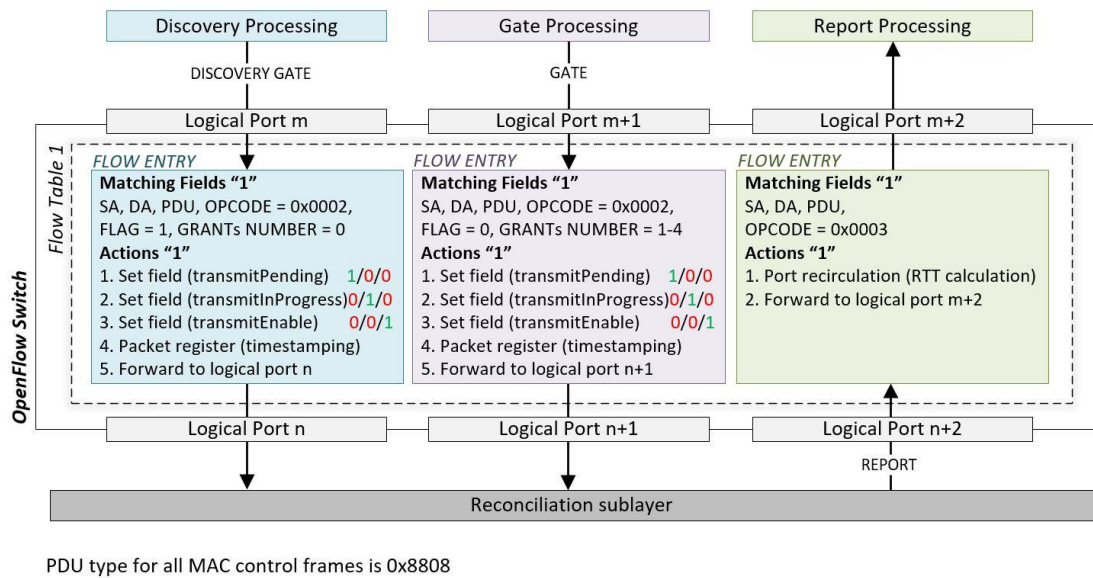 Discovery Processing
Gate Processing
Report Processing
DISCOVERY GATE
GATE
Logical Port m
Logical Port m+1
Logical Port m+2
OpenFlow Switch
Flow Table 1
FLOW ENTRY
Matching Fields “1”
SA, DA, PDU, OPCODE = 0x0002,
FLAG = 1, GRANTs NUMBER = 0
Actions “1”
1. Set field (transmitPending) 1/0/0
2. Set field (transmitInProgress)0/1/0
3. Set field (transmitEnable) 0/0/1
4. Packet register (timestamping)
5. Forward to logical port n
FLOW ENTRY
Matching Fields “1”
SA, DA, PDU, OPCODE = 0x0002,
FLAG = 0, GRANTs NUMBER = 1-4
Actions “1”
1. Set field (transmitPending) 1/0/0
2. Set field (transmitInProgress)0/1/0
3. Set field (transmitEnable) 0/0/1
4. Packet register (timestamping)
5. Forward to logical port n+1
FLOW ENTRY
Matching Fields “1”
SA, DA, PDU,
OPCODE = 0x0003
Actions “1”
1. Port recirculation (RTT calculation)
2. Forward to logical port m+2
Logical Port n
Logical Port n+1
Logical Port n+2
REPORT
Reconciliation sublayer
PDU type for all MAC control frames is 0x8808